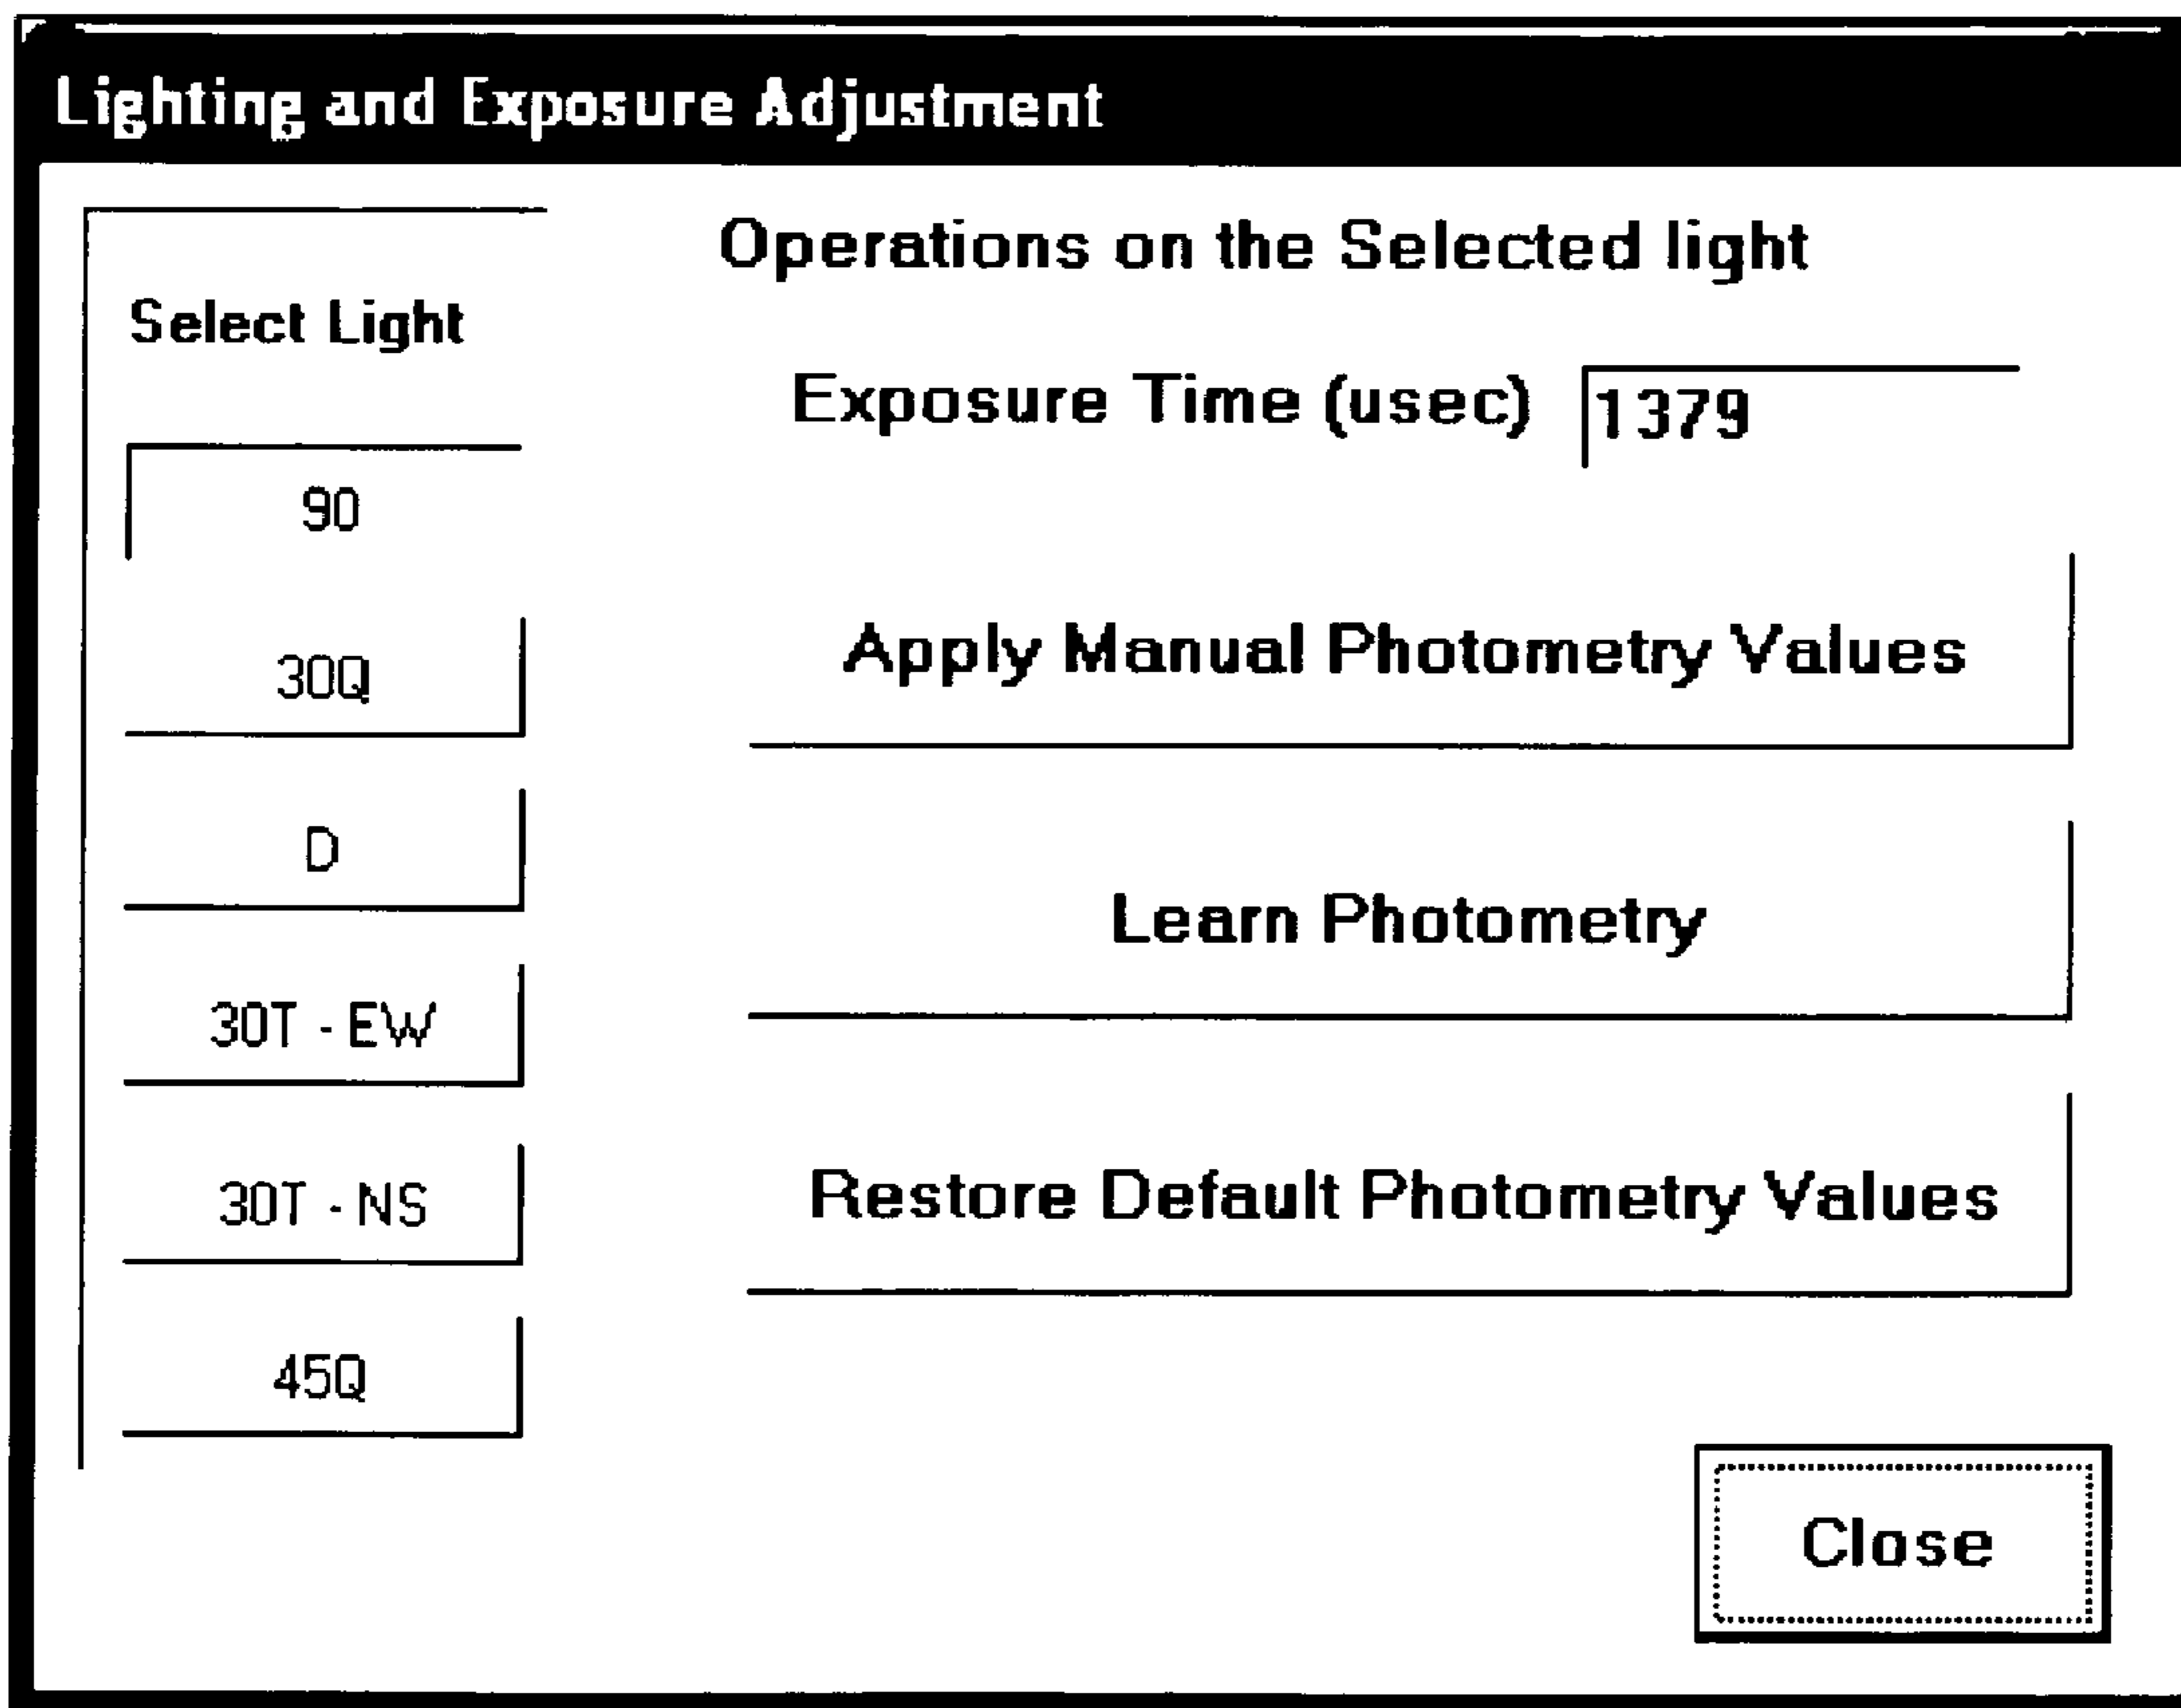 Lighting and Exposure Adjustment
Select Light
90
30Q
D
30T - EW
30T - NS
45Q
Operations on the Selected light
Exposure Time (usec) 1379
Apply Manual Photometry Values
Learn Photometry
Restore Default Photometry Values
Close